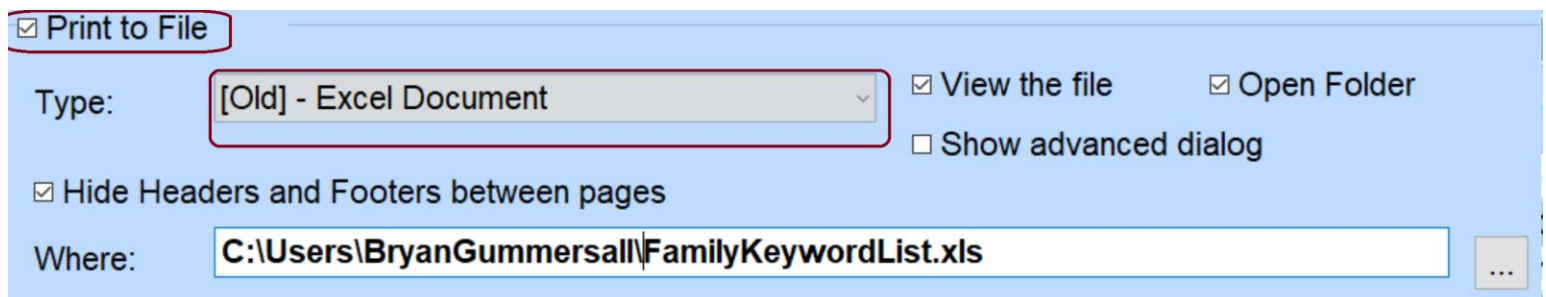 Print to File
Type: [Old] - Excel Document View the file Open Folder
Show advanced dialog
Hide Headers and Footers between pages
Where: C:\Users\BryanGummersall\FamilyKeywordList.xls ...